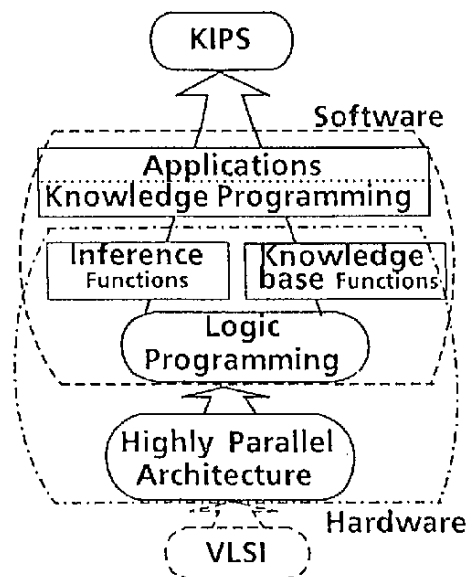 KIPS
Software
Applications
Knowledge Programming
Inference
Functions
Knowledge
base Functions
Logic
Programming
Highly Parallel
Architecture
Hardware
VLSI